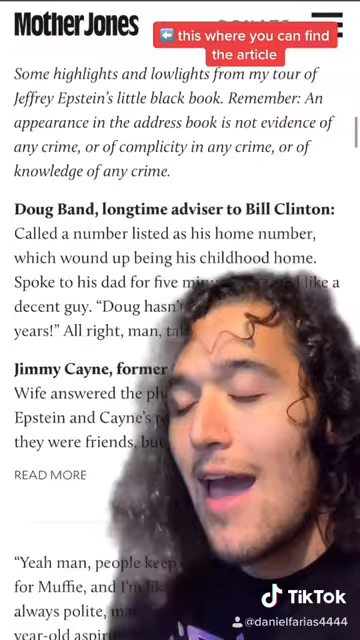 MotherJones
DONATE
this where you can find
the article
Some highlights and lowlights from my tour of
Jeffrey Epstein's little black book. Remember: An
appearance in the address book is not evidence of
any crime, or of complicity in any crime, or of
knowledge of any crime.
Doug Band, longtime adviser to Bill Clinton:
Called a number listed as his home number,
which wound up being his childhood home.
Spoke to his dad for five like a
decent guy. "Doug hasn't
years!" All right, man,
Jimmy Cayne, former
Wife answered the
Epstein and Cayne's
they were friends,
READ MORE
"Yeah man, people keep
for Muffie, and I'm
always polite,
year-old
TikTok
@danielfarias4444